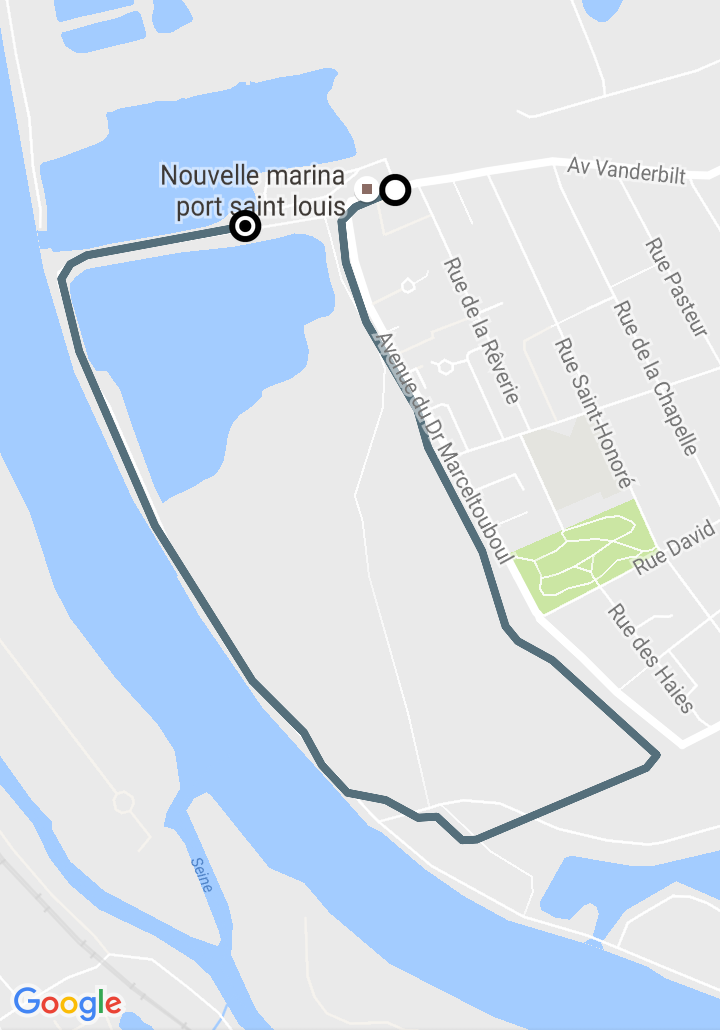 Nouvelle marina
port saint louis
Av Vanderbilt
Rue Pasteur
Rue de la Rêverie
Rue de la Chapelle
Rue Saint-Honoré
Avenue du Dr Marceltouboul
Rue David
Rue des Haies
Seine
Google